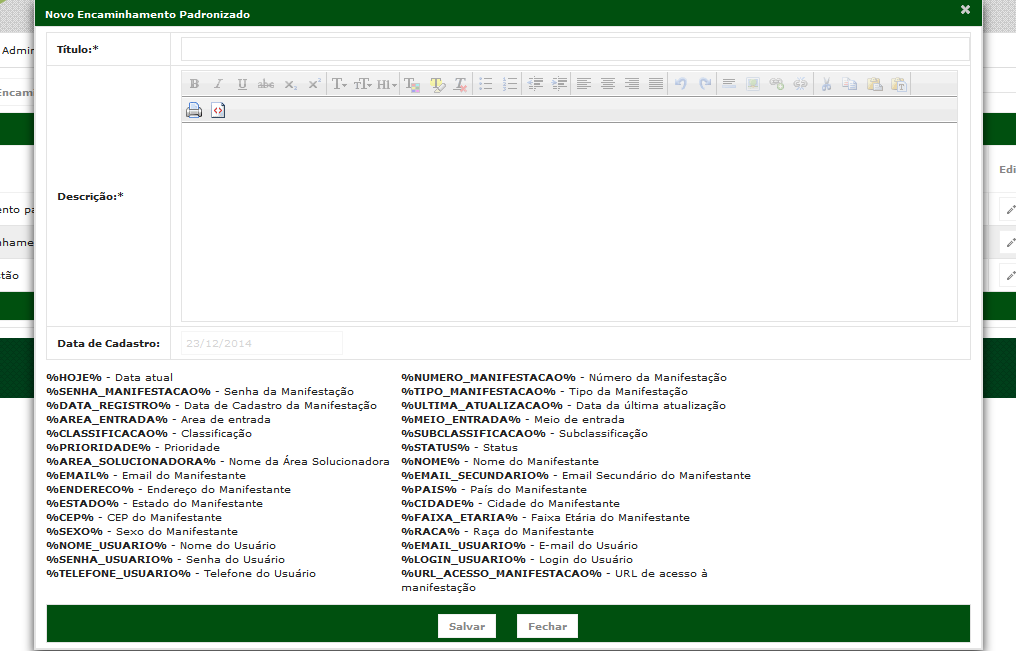 Novo Encaminhamento Padronizado
Admin
Encam
Título:*
B I U abc X₂ X² T TT H1 T T T
Descrição:*
Edi
ento pa
nhame
stão
Data de Cadastro: 23/12/2014
%HOJE% - Data atual
%NUMERO_MANIFESTACAO% - Número da Manifestação
%SENHA_MANIFESTACAO% - Senha da Manifestação
%TIPO_MANIFESTACAO% - Tipo da Manifestação
%DATA_REGISTRO% - Data de Cadastro da Manifestação
%ULTIMA_ATUALIZACAO% - Data da última atualização
%AREA_ENTRADA% - Area de entrada
%MEIO_ENTRADA% - Meio de entrada
%CLASSIFICACAO% - Classificação
%SUBCLASSIFICACAO% - Subclassificação
%PRIORIDADE% - Prioridade
%STATUS% - Status
%AREA_SOLUCIONADORA% - Nome da Área Solucionadora
%NOME% - Nome do Manifestante
%EMAIL% - Email do Manifestante
%EMAIL_SECUNDARIO% - Email Secundário do Manifestante
%ENDERECO% - Endereço do Manifestante
%PAIS% - País do Manifestante
%ESTADO% - Estado do Manifestante
%CIDADE% - Cidade do Manifestante
%CEP% - CEP do Manifestante
%FAIXA_ETARIA% - Faixa Etária do Manifestante
%SEXO% - Sexo do Manifestante
%RACA% - Raça do Manifestante
%NOME_USUARIO% - Nome do Usuário
%EMAIL_USUARIO% - E-mail do Usuário
%SENHA_USUARIO% - Senha do Usuário
%LOGIN_USUARIO% - Login do Usuário
%TELEFONE_USUARIO% - Telefone do Usuário
%URL_ACESSO_MANIFESTACAO% - URL de acesso à
manifestação
Salvar
Fechar